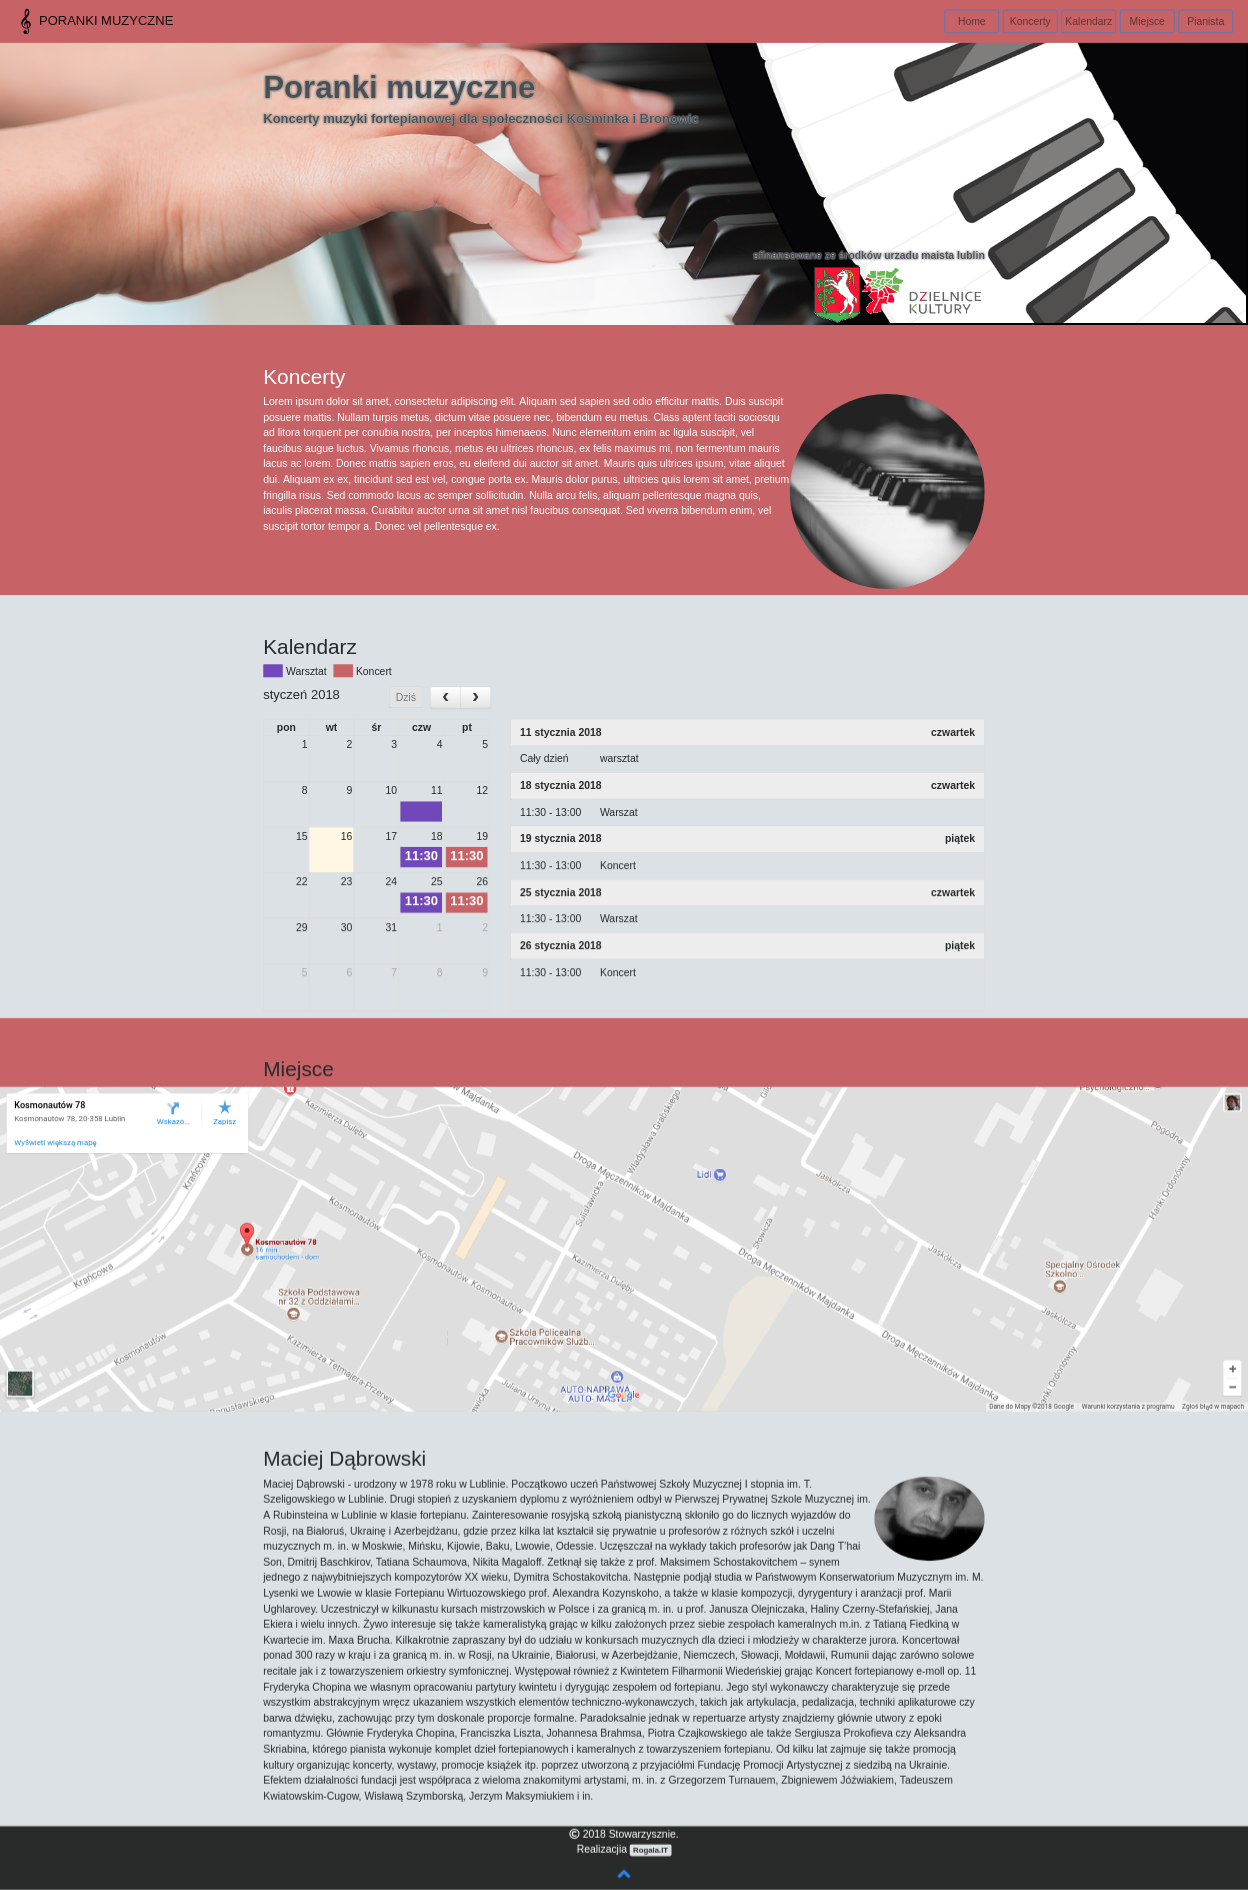 PORANKI MUZYCZNE
Home Koncerty Kalendarz Miejsce Pianista
Poranki muzyczne
Koncerty muzyki fortepianowej dla społeczności Kośminka i Bronowic
sfinansowane ze środków urzadu maista lublin
DZIELNICE
KULTURY
Koncerty
Lorem ipsum dolor sit amet, consectetur adipiscing elit. Aliquam sed sapien sed odio efficitur mattis. Duis suscipit
posuere mattis. Nullam turpis metus, dictum vitae posuere nec, bibendum eu metus. Class aptent taciti sociosqu
ad litora torquent per conubia nostra, per inceptos himenaeos. Nunc elementum enim ac ligula suscipit, vel
faucibus augue luctus. Vivamus rhoncus, metus eu ultrices rhoncus, ex felis maximus mi, non fermentum mauris
lacus ac lorem. Donec mattis sapien eros, eu eleifend dui auctor sit amet. Mauris quis ultrices ipsum, vitae aliquet
dui. Aliquam ex ex, tincidunt sed est vel, congue porta ex. Mauris dolor purus, ultricies quis lorem sit amet, pretium
fringilla risus. Sed commodo lacus ac semper sollicitudin. Nulla arcu felis, aliquam pellentesque magna quis,
iaculis placerat massa. Curabitur auctor urna sit amet nisl faucibus consequat. Sed viverra bibendum enim, vel
suscipit tortor tempor a. Donec vel pellentesque ex.
Kalendarz
Warsztat Koncert
styczeń 2018 Dziś
pon wt śr czw pt
1 2 3 4 5
8 9 10 11 12
15 16 17 18 19
11:30 11:30
22 23 24 25 26
11:30 11:30
29 30 31 1 2
5 6 7 8 9
11 stycznia 2018 czwartek
Cały dzień warsztat
18 stycznia 2018 czwartek
11:30 - 13:00 Warszat
19 stycznia 2018 piątek
11:30 - 13:00 Koncert
25 stycznia 2018 czwartek
11:30 - 13:00 Warszat
26 stycznia 2018 piątek
11:30 - 13:00 Koncert
Miejsce
Kosmonautów 78
Kosmonautów 78, 20-358 Lublin
Wskazó... Zapisz
Wyświetl większą mapę
Krańcowa
Kazimierza Dulęby
w Majdanka
Droga Męczenników Majdanka
Władysława Grabskiego
Sulisławicka
Lidl
Psychologiczno...
Pogodna
Jaskółcza
Hanki Ordonówny
Słowicza
Kosmonautów
Kosmonautów 78
16 min
samochodem - dom
Krańcowa
Szkoła Podstawowa
nr 32 z Oddziałami...
Kosmonautów
Kosmonautów
Kazimierza Dulęby
Droga Męczenników Majdanka
Jaskółcza
Specjalny Ośrodek
Szkolno...
Jaskółcza
Szkoła Policealna
Pracowników Służb...
Kosmonautów
Kazimierza Tetmajera Przerwy
Droga Męczenników Majdanka
Hanki Ordonówny
AUTO-NAPRAWA
AUTO- MASTER
Google
Dane do Mapy ©2018 Google Warunki korzystania z programu Zgłoś błąd w mapach
Maciej Dąbrowski
Maciej Dąbrowski - urodzony w 1978 roku w Lublinie. Początkowo uczeń Państwowej Szkoły Muzycznej I stopnia im. T.
Szeligowskiego w Lublinie. Drugi stopień z uzyskaniem dyplomu z wyróżnieniem odbył w Pierwszej Prywatnej Szkole Muzycznej im.
A Rubinsteina w Lublinie w klasie fortepianu. Zainteresowanie rosyjską szkołą pianistyczną skłoniło go do licznych wyjazdów do
Rosji, na Białoruś, Ukrainę i Azerbejdżanu, gdzie przez kilka lat kształcił się prywatnie u profesorów z różnych szkół i uczelni
muzycznych m. in. w Moskwie, Mińsku, Kijowie, Baku, Lwowie, Odessie. Uczęszczał na wykłady takich profesorów jak Dang T'hai
Son, Dmitrij Baschkirov, Tatiana Schaumova, Nikita Magaloff. Zetknął się także z prof. Maksimem Schostakovitchem – synem
jednego z najwybitniejszych kompozytorów XX wieku, Dymitra Schostakovitcha. Następnie podjął studia w Państwowym Konserwatorium Muzycznym im. M.
Lysenki we Lwowie w klasie Fortepianu Wirtuozowskiego prof. Alexandra Kozynskoho, a także w klasie kompozycji, dyrygentury i aranżacji prof. Marii
Ughlarovey. Uczestniczył w kilkunastu kursach mistrzowskich w Polsce i za granicą m. in. u prof. Janusza Olejniczaka, Haliny Czerny-Stefańskiej, Jana
Ekiera i wielu innych. Żywo interesuje się także kameralistyką grając w kilku założonych przez siebie zespołach kameralnych m.in. z Tatianą Fiedkiną w
Kwartecie im. Maxa Brucha. Kilkakrotnie zapraszany był do udziału w konkursach muzycznych dla dzieci i młodzieży w charakterze jurora. Koncertował
ponad 300 razy w kraju i za granicą m. in. w Rosji, na Ukrainie, Białorusi, w Azerbejdżanie, Niemczech, Słowacji, Mołdawii, Rumunii dając zarówno solowe
recitale jak i z towarzyszeniem orkiestry symfonicznej. Występował również z Kwintetem Filharmonii Wiedeńskiej grając Koncert fortepianowy e-moll op. 11
Fryderyka Chopina we własnym opracowaniu partytury kwintetu i dyrygując zespołem od fortepianu. Jego styl wykonawczy charakteryzuje się przede
wszystkim abstrakcyjnym wręcz ukazaniem wszystkich elementów techniczno-wykonawczych, takich jak artykulacja, pedalizacja, techniki aplikaturowe czy
barwa dźwięku, zachowując przy tym doskonale proporcje formalne. Paradoksalnie jednak w repertuarze artysty znajdziemy głównie utwory z epoki
romantyzmu. Głównie Fryderyka Chopina, Franciszka Liszta, Johannesa Brahmsa, Piotra Czajkowskiego ale także Sergiusza Prokofieva czy Aleksandra
Skriabina, którego pianista wykonuje komplet dzieł fortepianowych i kameralnych z towarzyszeniem fortepianu. Od kilku lat zajmuje się także promocją
kultury organizując koncerty, wystawy, promocje książek itp. poprzez utworzoną z przyjaciółmi Fundację Promocji Artystycznej z siedzibą na Ukrainie.
Efektem działalności fundacji jest współpraca z wieloma znakomitymi artystami, m. in. z Grzegorzem Turnauem, Zbigniewem Jóźwiakiem, Tadeuszem
Kwiatowskim-Cugow, Wisławą Szymborską, Jerzym Maksymiukiem i in.
© 2018 Stowarzysznie.
Realizacjia Rogala.IT